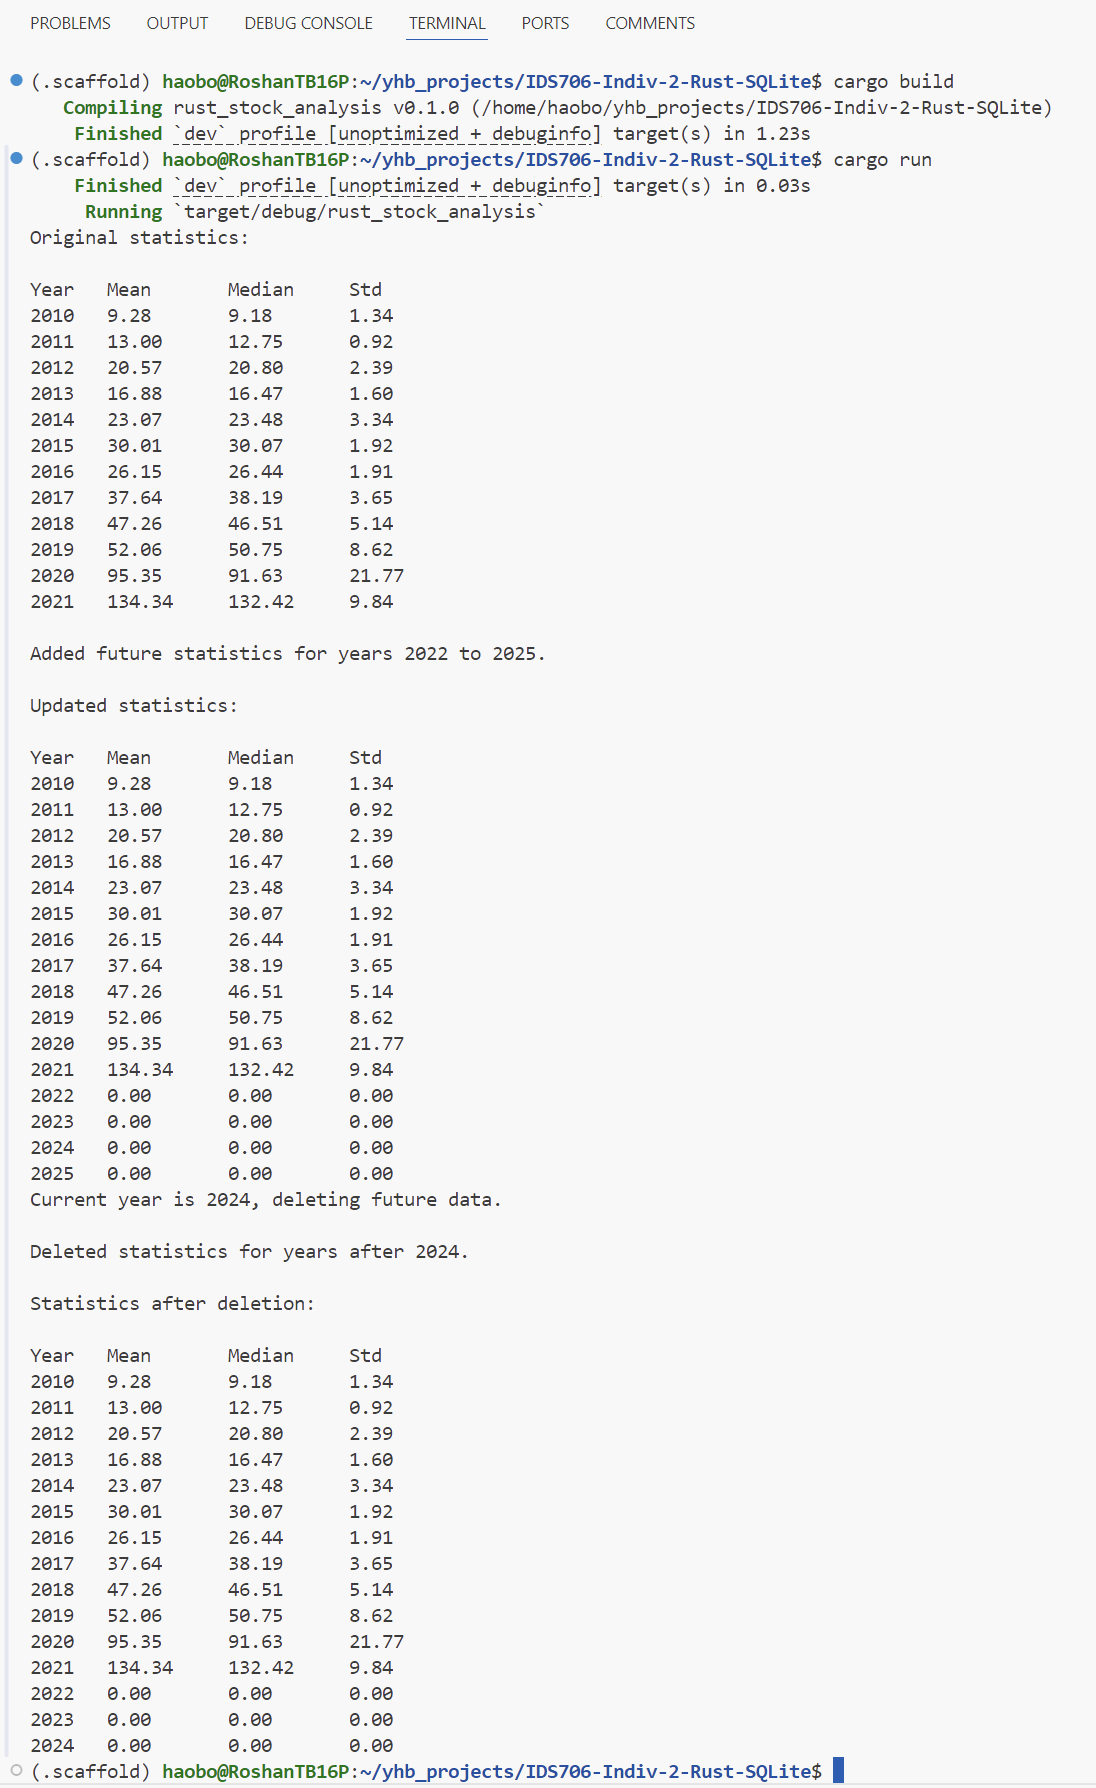 PROBLEMS OUTPUT DEBUG CONSOLE TERMINAL PORTS COMMENTS
(.scaffold) haobo@RoshanTB16P:~/yhb_projects/IDS706-Indiv-2-Rust-SQLite$ cargo build
Compiling rust_stock_analysis v0.1.0 (/home/haobo/yhb_projects/IDS706-Indiv-2-Rust-SQLite)
Finished `dev` profile [unoptimized + debuginfo] target(s) in 1.23s
(.scaffold) haobo@RoshanTB16P:~/yhb_projects/IDS706-Indiv-2-Rust-SQLite$ cargo run
Finished `dev` profile [unoptimized + debuginfo] target(s) in 0.03s
Running `target/debug/rust_stock_analysis`
Original statistics:
Year Mean Median Std
2010 9.28 9.18 1.34
2011 13.00 12.75 0.92
2012 20.57 20.80 2.39
2013 16.88 16.47 1.60
2014 23.07 23.48 3.34
2015 30.01 30.07 1.92
2016 26.15 26.44 1.91
2017 37.64 38.19 3.65
2018 47.26 46.51 5.14
2019 52.06 50.75 8.62
2020 95.35 91.63 21.77
2021 134.34 132.42 9.84
Added future statistics for years 2022 to 2025.
Updated statistics:
Year Mean Median Std
2010 9.28 9.18 1.34
2011 13.00 12.75 0.92
2012 20.57 20.80 2.39
2013 16.88 16.47 1.60
2014 23.07 23.48 3.34
2015 30.01 30.07 1.92
2016 26.15 26.44 1.91
2017 37.64 38.19 3.65
2018 47.26 46.51 5.14
2019 52.06 50.75 8.62
2020 95.35 91.63 21.77
2021 134.34 132.42 9.84
2022 0.00 0.00 0.00
2023 0.00 0.00 0.00
2024 0.00 0.00 0.00
2025 0.00 0.00 0.00
Current year is 2024, deleting future data.
Deleted statistics for years after 2024.
Statistics after deletion:
Year Mean Median Std
2010 9.28 9.18 1.34
2011 13.00 12.75 0.92
2012 20.57 20.80 2.39
2013 16.88 16.47 1.60
2014 23.07 23.48 3.34
2015 30.01 30.07 1.92
2016 26.15 26.44 1.91
2017 37.64 38.19 3.65
2018 47.26 46.51 5.14
2019 52.06 50.75 8.62
2020 95.35 91.63 21.77
2021 134.34 132.42 9.84
2022 0.00 0.00 0.00
2023 0.00 0.00 0.00
2024 0.00 0.00 0.00
(.scaffold) haobo@RoshanTB16P:~/yhb_projects/IDS706-Indiv-2-Rust-SQLite$